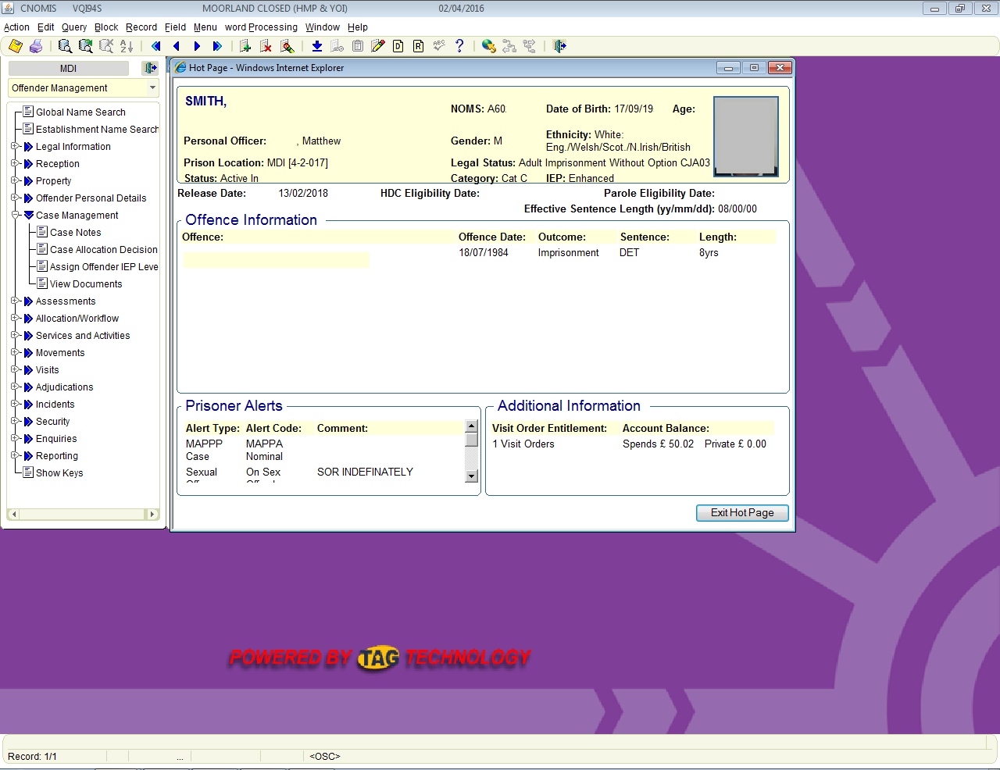 CNOMIS VQI94S MOORLAND CLOSED (HMP & YOI) 02/04/2016
Action Edit Query Block Record Field Menu word Processing Window Help
MDI
Offender Management
Global Name Search
Establishment Name Search
Legal Information
Reception
Property
Offender Personal Details
Case Management
Case Notes
Case Allocation Decision
Assign Offender IEP Leve
View Documents
Assessments
Allocation/Workflow
Services and Activities
Movements
Visits
Adjudications
Incidents
Security
Enquiries
Reporting
Show Keys
Hot Page - Windows Internet Explorer
SMITH,
NOMS: A60 Date of Birth: 17/09/19 Age:
Personal Officer: , Matthew Gender: M Ethnicity: White:
Eng./Welsh/Scot./N.Irish/British
Prison Location: MDI [4-2-017] Legal Status: Adult Imprisonment Without Option CJA03
Status: Active In Category: Cat C IEP: Enhanced
Release Date: 13/02/2018 HDC Eligibility Date: Parole Eligibility Date:
Effective Sentence Length (yy/mm/dd): 08/00/00
Offence Information
Offence: Offence Date: Outcome: Sentence: Length:
18/07/1984 Imprisonment DET 8yrs
Prisoner Alerts
Alert Type: Alert Code: Comment:
MAPPP MAPPA
Case Nominal
Sexual On Sex SOR INDEFINATELY
Additional Information
Visit Order Entitlement: Account Balance:
1 Visit Orders Spends £ 50.02 Private £ 0.00
Exit Hot Page
POWERED BY TAG TECHNOLOGY
Record: 1/1 ... <OSC>